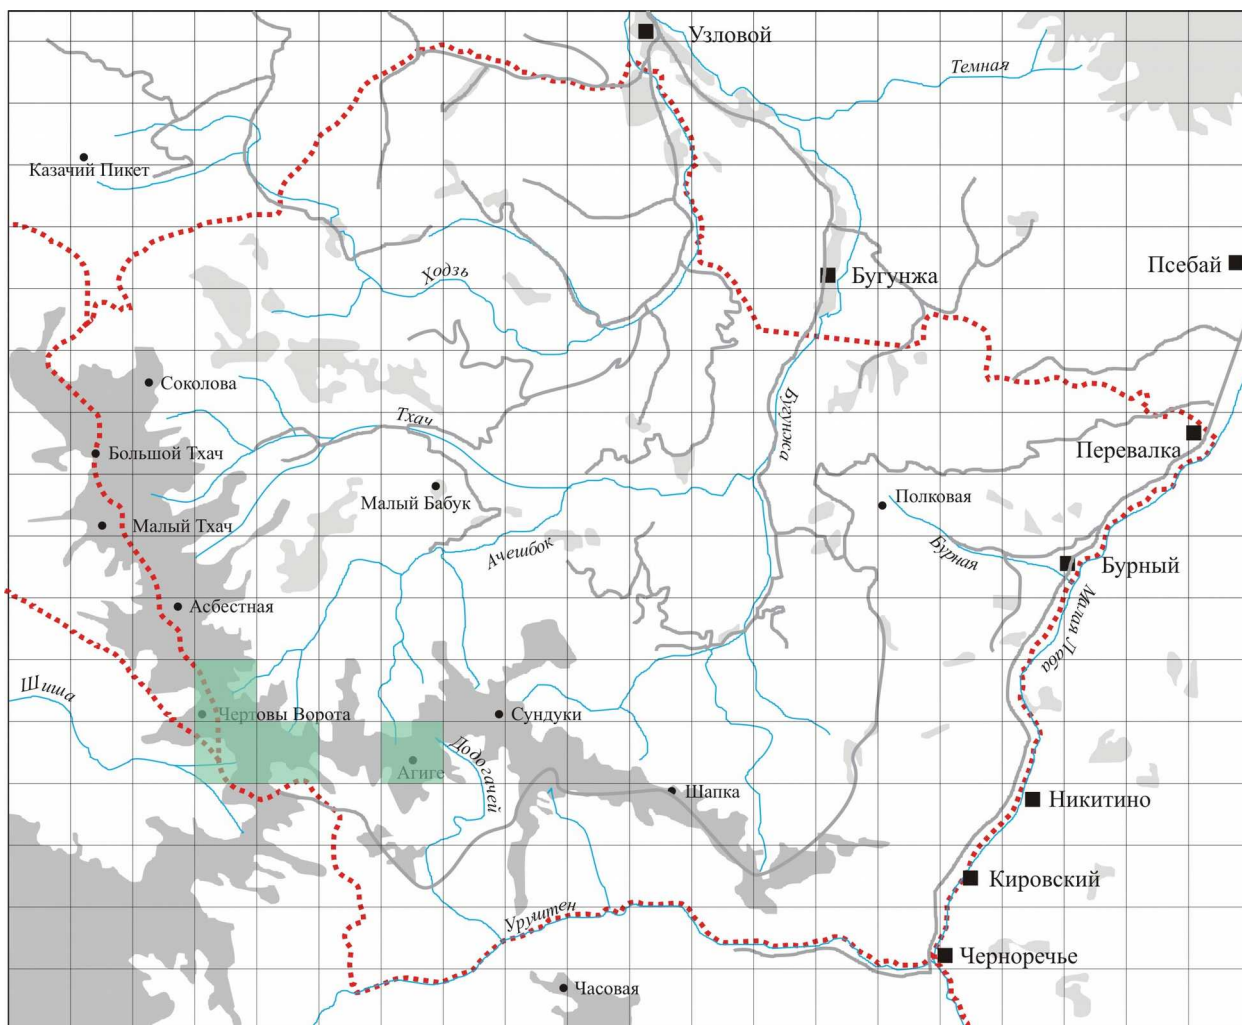 Узловой
Темная
Казачий Пикет
Ходзь
Бугунжа
Псебай
Соколова
Тхач
Бугунжа
Большой Тхач
Перевалка
Малый Бабук
Полковая
Малый Тхач
Ачешбок
Бурная
Бурный
Асбестная
Малая Лаба
Шиша
Чертовы Ворота
Сундуки
Додогачей
Агиге
Шапка
Никитино
Кировский
Уруштен
Черноречье
Часовая